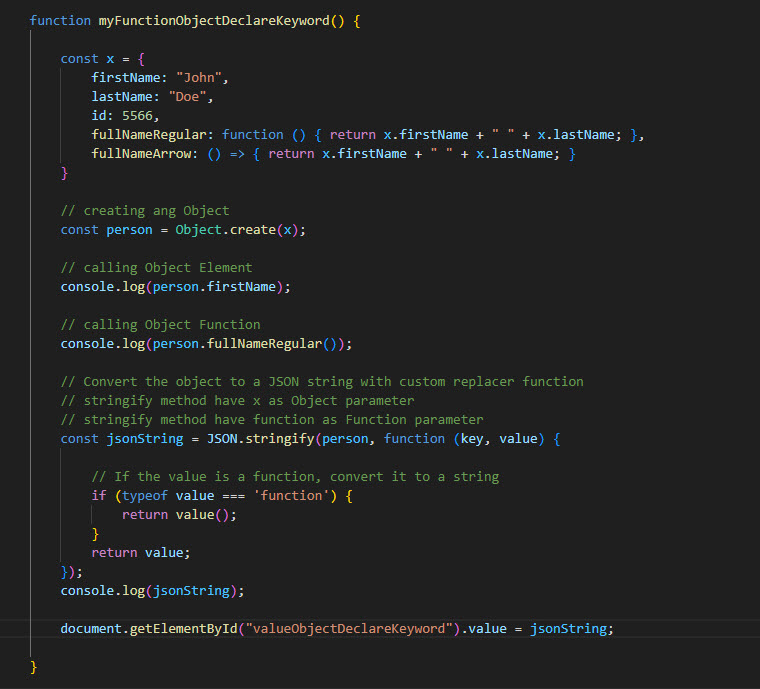 function myFunctionObjectDeclareKeyword() {
const x = {
firstName: "John",
lastName: "Doe",
id: 5566,
fullNameRegular: function () { return x.firstName + " " + x.lastName; },
fullNameArrow: () => { return x.firstName + " " + x.lastName; }
}
// creating ang Object
const person = Object.create(x);
// calling Object Element
console.log(person.firstName);
// calling Object Function
console.log(person.fullNameRegular());
// Convert the object to a JSON string with custom replacer function
// stringify method have x as Object parameter
// stringify method have function as Function parameter
const jsonString = JSON.stringify(person, function (key, value) {
// If the value is a function, convert it to a string
if (typeof value === 'function') {
return value();
}
return value;
});
console.log(jsonString);
document.getElementById("valueObjectDeclareKeyword").value = jsonString;
}